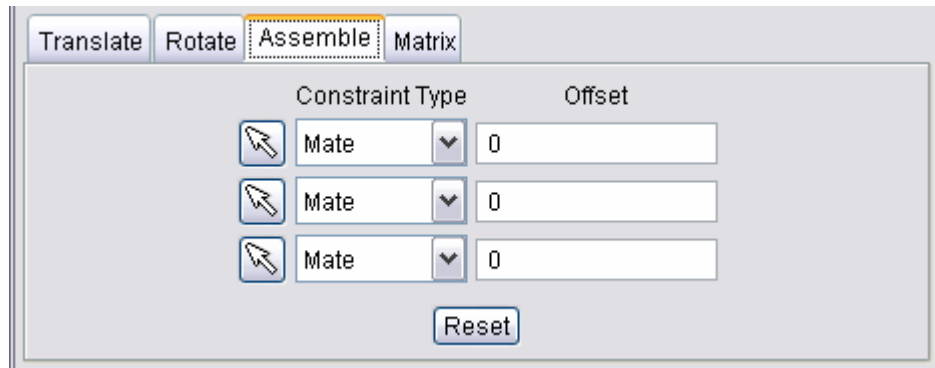 Translate Rotate Assemble Matrix
Constraint Type Offset
Mate 0
Mate 0
Mate 0
Reset